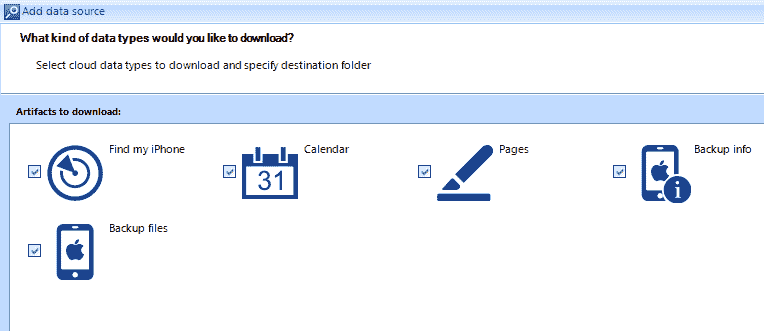 Add data source
What kind of data types would you like to download?
Select cloud data types to download and specify destination folder
Artifacts to download:
Find my iPhone
Calendar
31
Pages
Backup info
i
Backup files